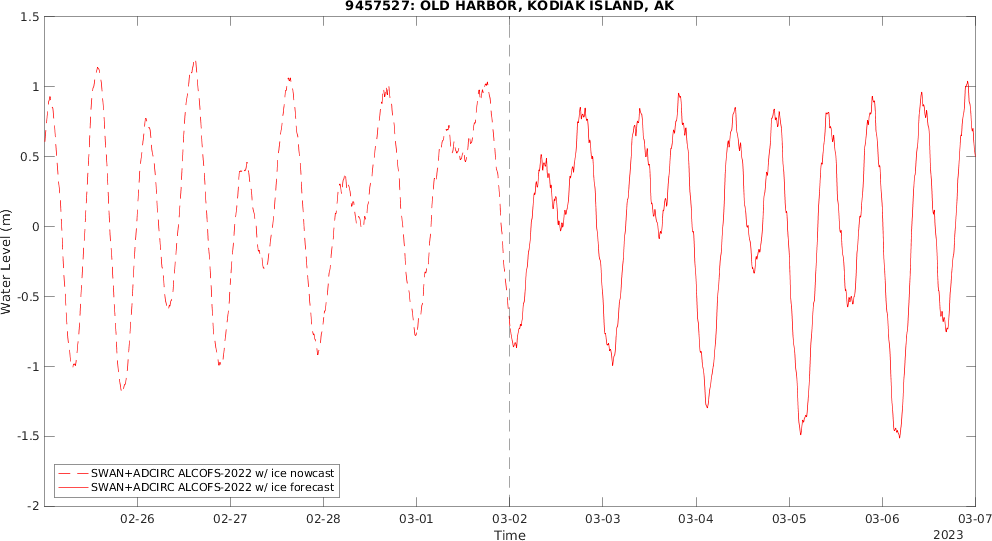 9457527: OLD HARBOR, KODIAK ISLAND, AK
1.5
1
0.5
0
-0.5
-1
-1.5
-2
Water Level (m)
SWAN+ADCIRC ALCOFS-2022 w/ ice nowcast
SWAN+ADCIRC ALCOFS-2022 w/ ice forecast
02-26 02-27 02-28 03-01 03-02 03-03 03-04 03-05 03-06 03-07
Time
2023